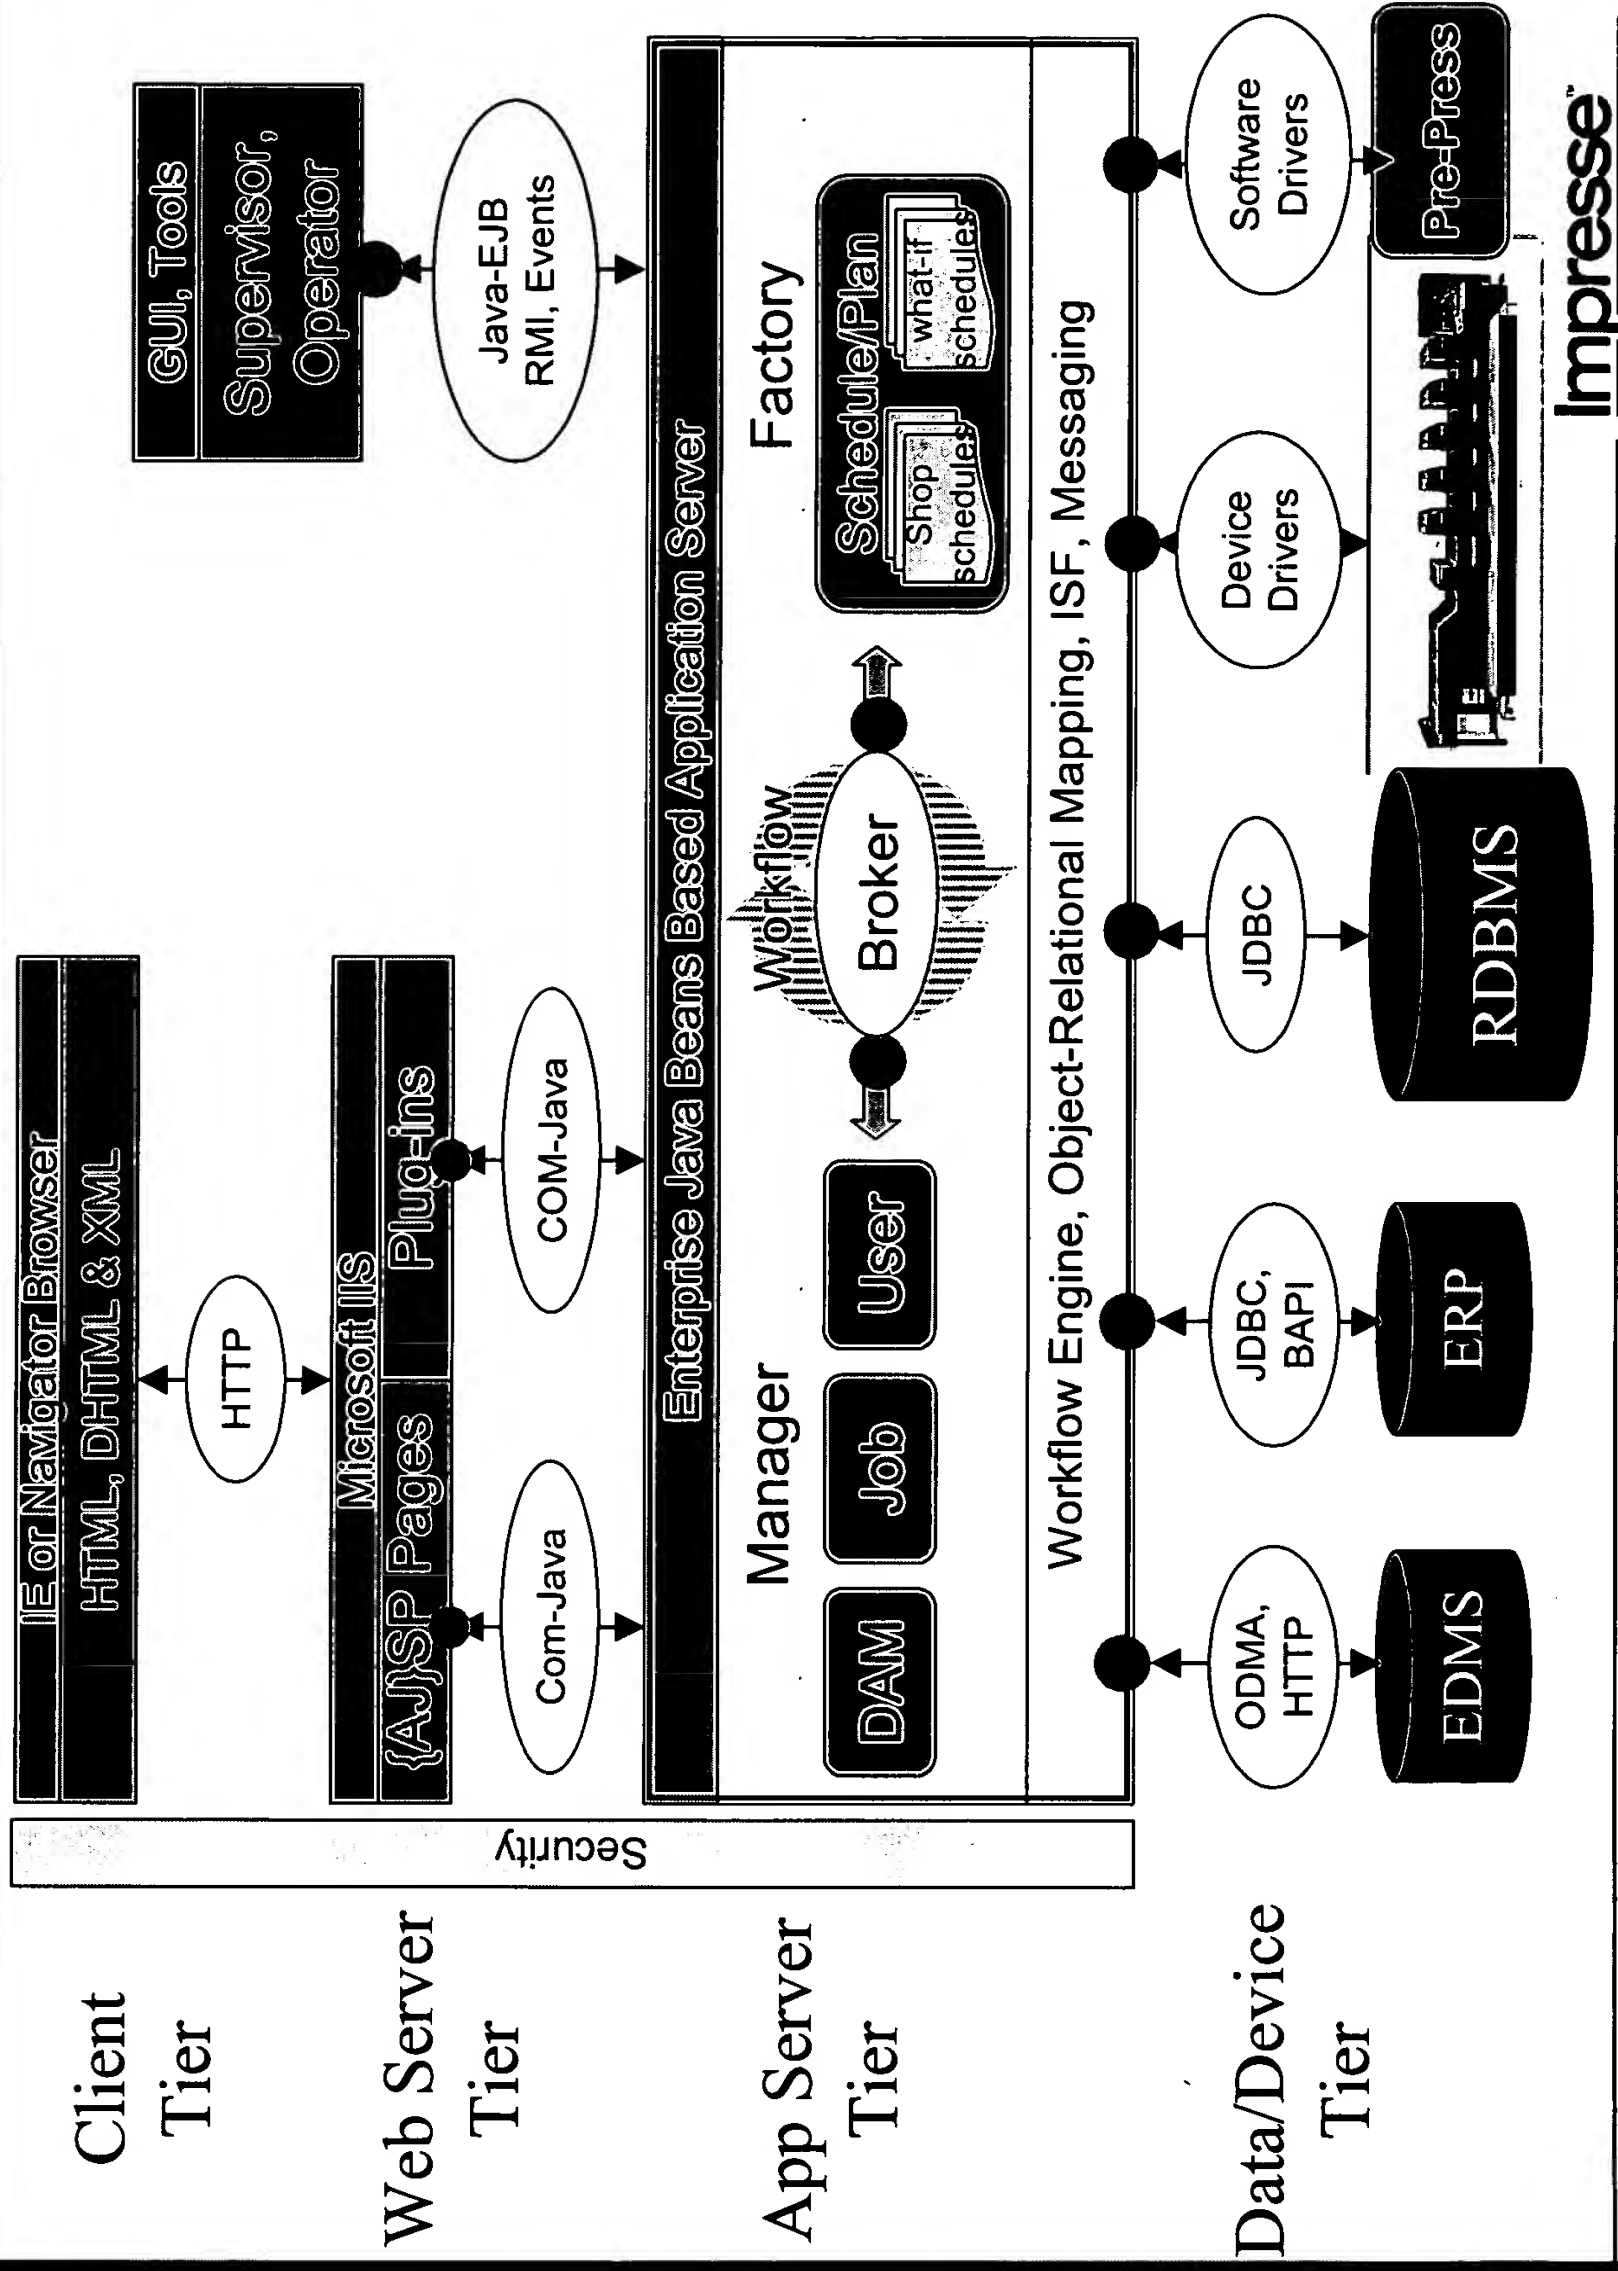 Client
Tier
IE or Navigator Browser
HTML, DHTML & XML
GUI, Tools
Supervisor,
Operator
HTTP
Web Server
Tier
Microsoft IIS
{AJ}SP Pages
Plug-ins
Com-Java
COM-Java
Java-EJB
RMI, Events
Security
App Server
Tier
Enterprise Java Beans Based Application Server
Manager
DAM
Job
User
Workflow
Broker
Factory
Schedule/Plan
Shop
schedules
what-if
schedules
Workflow Engine, Object-Relational Mapping, ISF, Messaging
Data/Device
Tier
ODMA,
HTTP
JDBC,
BAPI
JDBC
Device
Drivers
Software
Drivers
EDMS
ERP
RDBMS
Pre-Press
impresse™